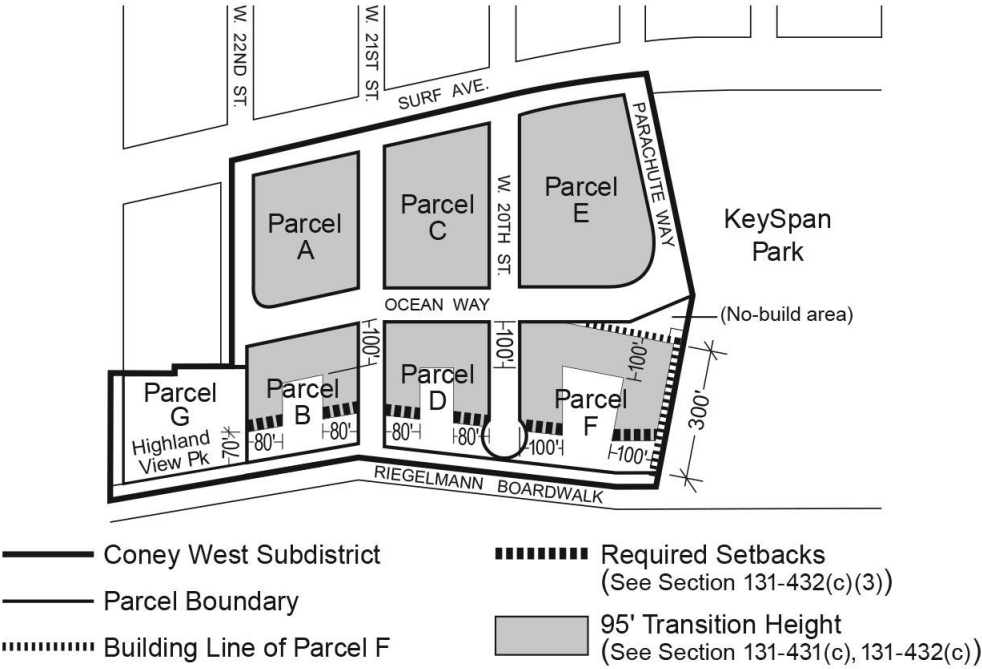 W. 22ND ST.
W. 21ST ST.
SURF AVE.
PARACHUTE WAY
Parcel
A
Parcel
C
W. 20TH ST.
Parcel
E
KeySpan
Park
OCEAN WAY
(No-build area)
100'
100'
100'
300'
Parcel
G
Highland
View Pk
Parcel
B
Parcel
D
Parcel
F
70'
80'
80'
80'
80'
100'
100'
RIEGELMANN BOARDWALK
Coney West Subdistrict
Parcel Boundary
Building Line of Parcel F
Required Setbacks
(See Section 131-432(c)(3))
95' Transition Height
(See Section 131-431(c), 131-432(c))